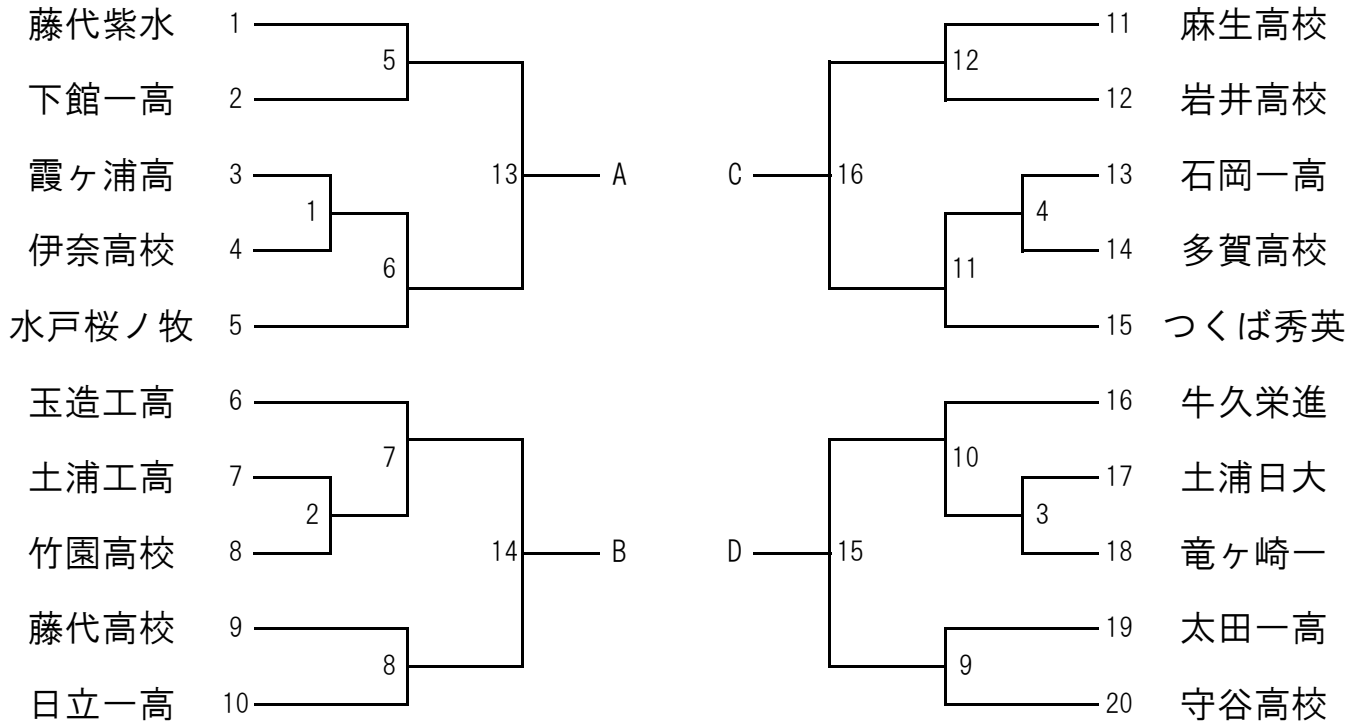 藤代紫水 1
下館一高 2
5
霞ヶ浦高 3
伊奈高校 4
1
水戸桜ノ牧 5
6
13 A
玉造工高 6
土浦工高 7
竹園高校 8
2
7
藤代高校 9
日立一高 10
8
14 B
11 麻生高校
12 岩井高校
12
13 石岡一高
14 多賀高校
4
15 つくば秀英
11
C 16
16 牛久栄進
17 土浦日大
18 竜ヶ崎一
3
10
19 太田一高
20 守谷高校
9
D 15